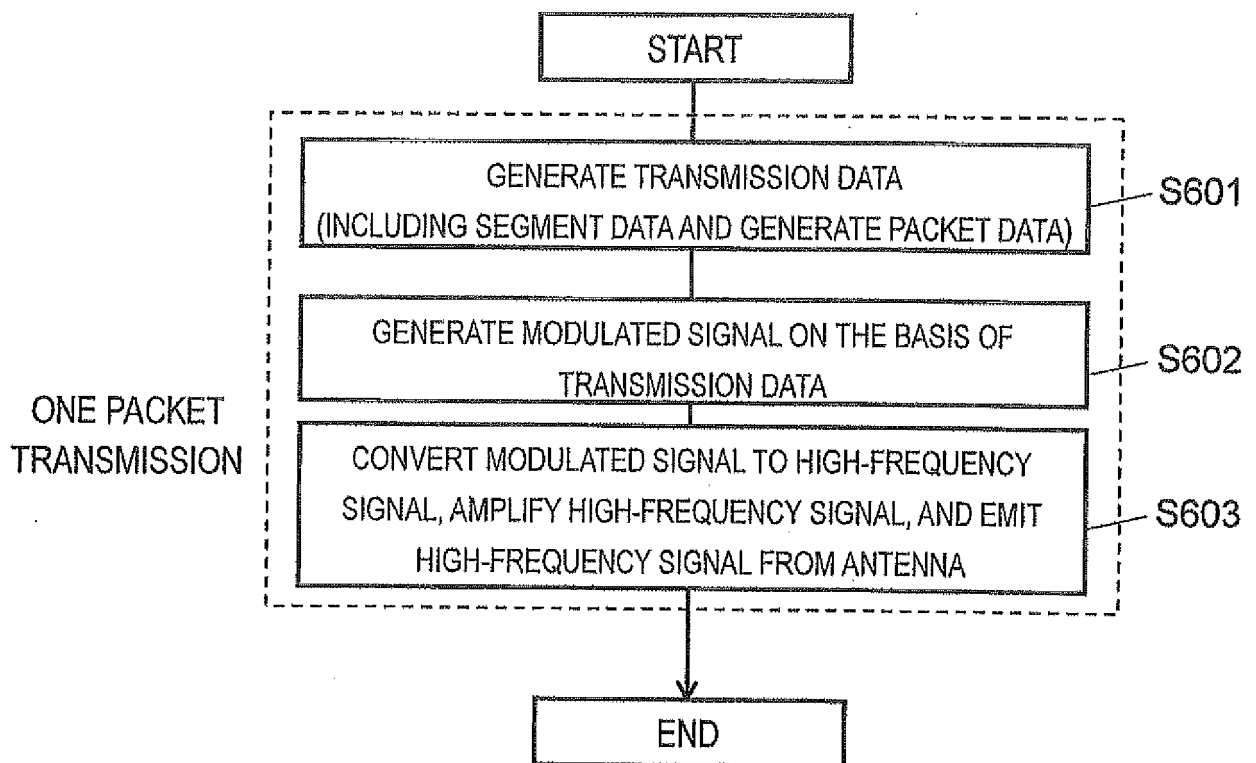 START
GENERATE TRANSMISSION DATA
(INCLUDING SEGMENT DATA AND GENERATE PACKET DATA)
S601
GENERATE MODULATED SIGNAL ON THE BASIS OF
TRANSMISSION DATA
S602
ONE PACKET
TRANSMISSION
CONVERT MODULATED SIGNAL TO HIGH-FREQUENCY
SIGNAL, AMPLIFY HIGH-FREQUENCY SIGNAL, AND EMIT
HIGH-FREQUENCY SIGNAL FROM ANTENNA
S603
END